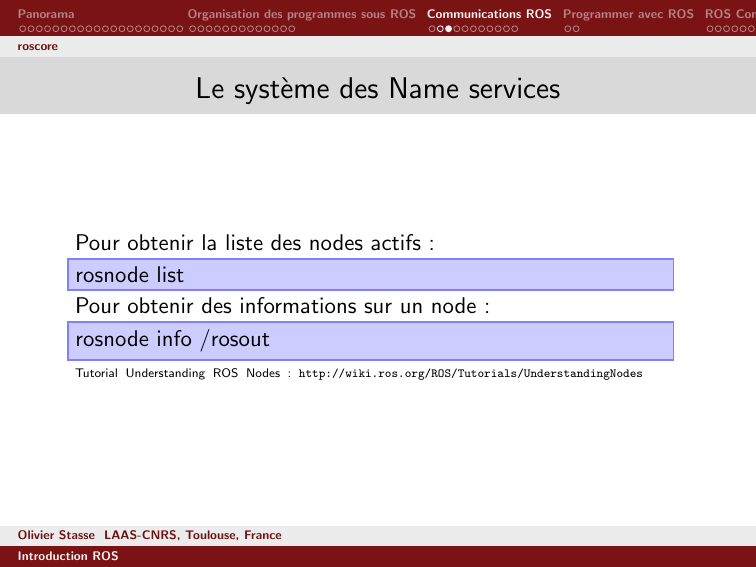 Panorama
Organisation des programmes sous ROS
Communications ROS
Programmer avec ROS
ROS Con
roscore
Le système des Name services
Pour obtenir la liste des nodes actifs :
rosnode list
Pour obtenir des informations sur un node :
rosnode info /rosout
Tutorial Understanding ROS Nodes : http://wiki.ros.org/ROS/Tutorials/UnderstandingNodes
Olivier Stasse LAAS-CNRS, Toulouse, France
Introduction ROS